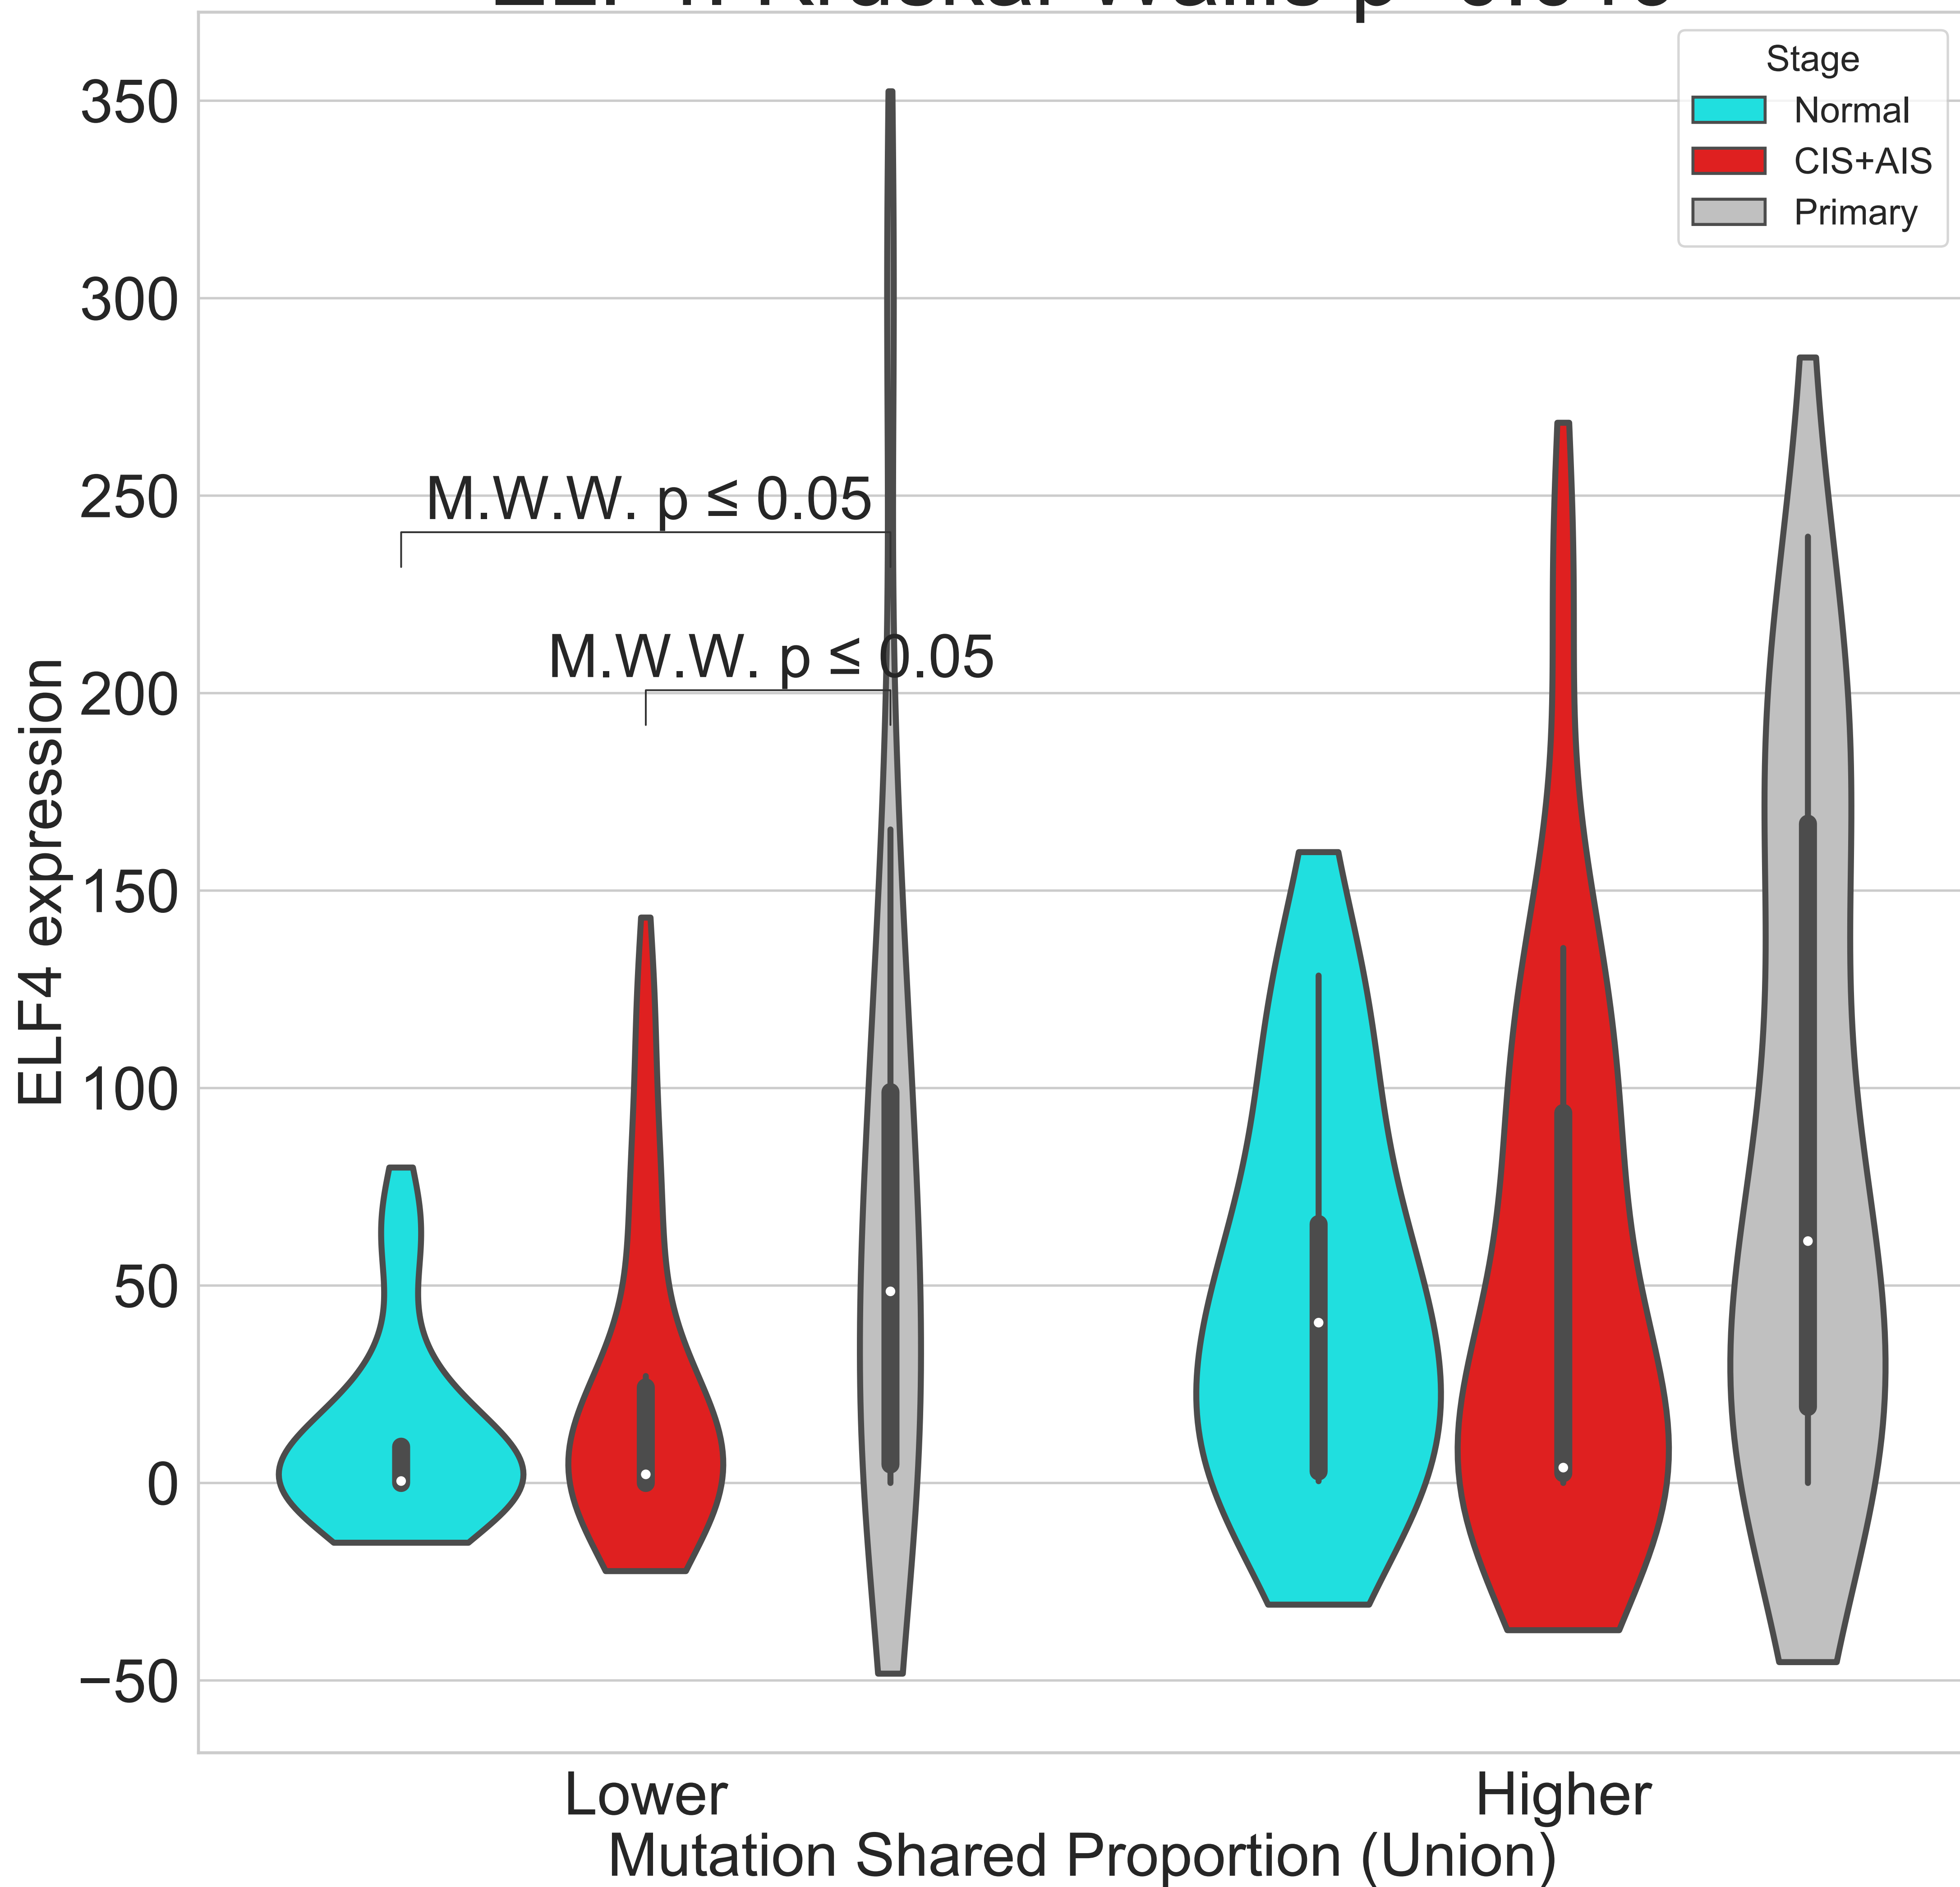 Stage
Normal
CIS+AIS
Primary
350
300
250
200
150
100
50
0
−50
M.W.W. p ≤ 0.05
M.W.W. p ≤ 0.05
ELF4 expression
Lower
Higher
Mutation Shared Proportion (Union)